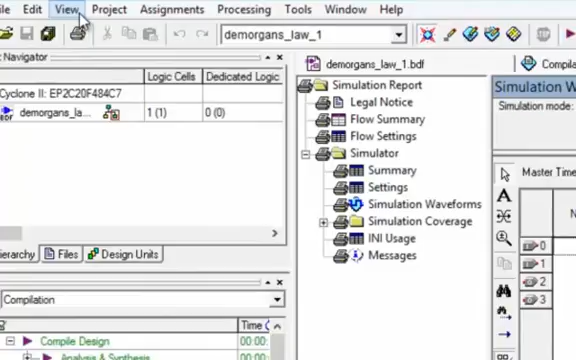 Edit View Project Assignments Processing Tools Window Help
demorgans_law_1
Navigator
demorgans_law_1.bdf
Simulation Report
Simulation W
Simulation mode:
Logic Cells Dedicated Logic
Cyclone II: EP2C20F484C7
demorgans_la... 1 (1) 0 (0)
Legal Notice
Flow Summary
Flow Settings
Simulator
Summary
Settings
Simulation Waveforms
Simulation Coverage
INI Usage
Messages
Master Time
0
1
2
3
Files Design Units
Compilation
Time
Compile Design 00:00:
Analysis & Synthesis 00:00: